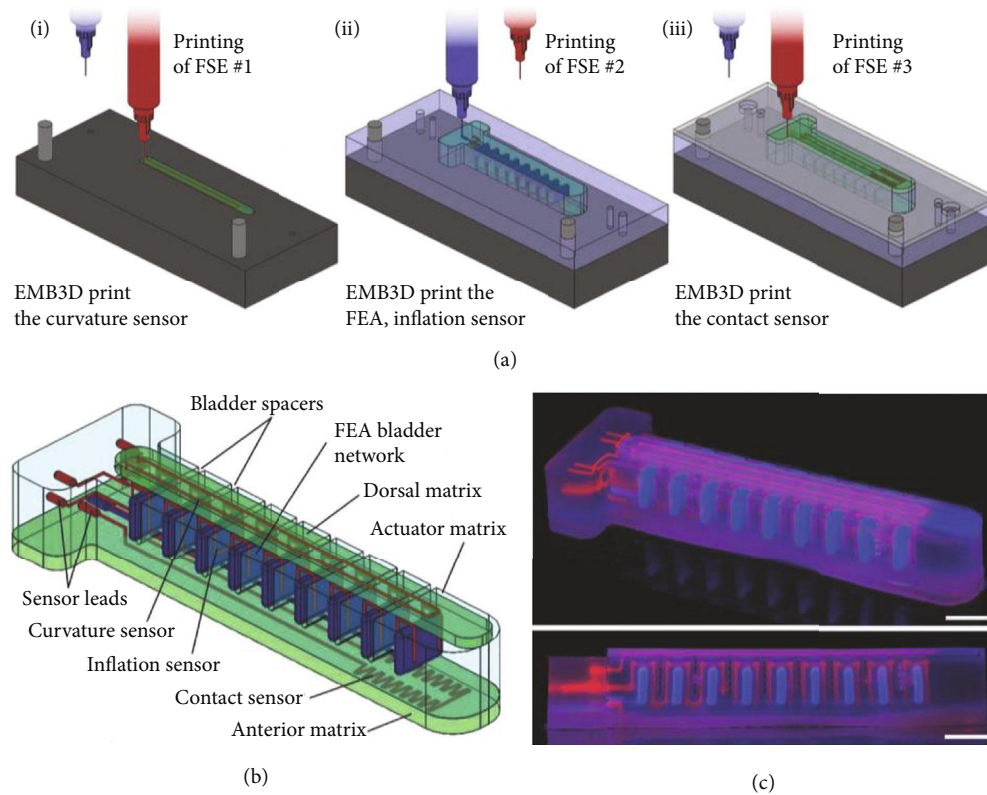 (i)
Printing
of FSE #1
EMB3D print
the curvature sensor
(ii)
Printing
of FSE #2
EMB3D print the
FEA, inflation sensor
(iii)
Printing
of FSE #3
EMB3D print
the contact sensor
(a)
Bladder spacers
FEA bladder
network
Dorsal matrix
Actuator matrix
Sensor leads
Curvature sensor
Inflation sensor
Contact sensor
Anterior matrix
(b)
(c)